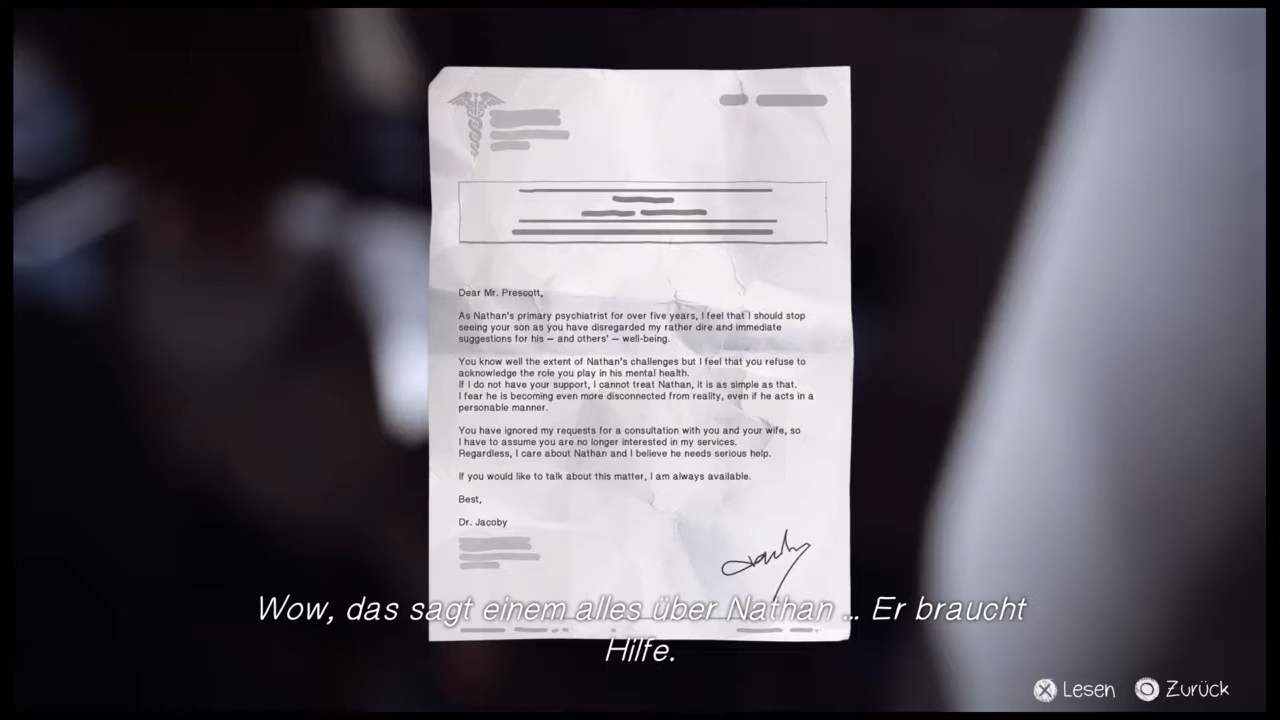 Dear Mr. Prescott,
As Nathan's primary psychiatrist for over five years, I feel that I should stop
seeing your son as you have disregarded my rather dire and immediate
suggestions for his – and others' – well-being.
You know well the extent of Nathan's challenges but I feel that you refuse to
acknowledge the role you play in his mental health.
If I do not have your support, I cannot treat Nathan, it is as simple as that.
I fear he is becoming even more disconnected from reality, even if he acts in a
personable manner.
You have ignored my requests for a consultation with you and your wife, so
I have to assume you are no longer interested in my services.
Regardless, I care about Nathan and I believe he needs serious help.
If you would like to talk about this matter, I am always available.
Best,
Dr. Jacoby
Wow, das sagt einem alles über Nathan ... Er braucht
Hilfe.
Lesen
Zurück